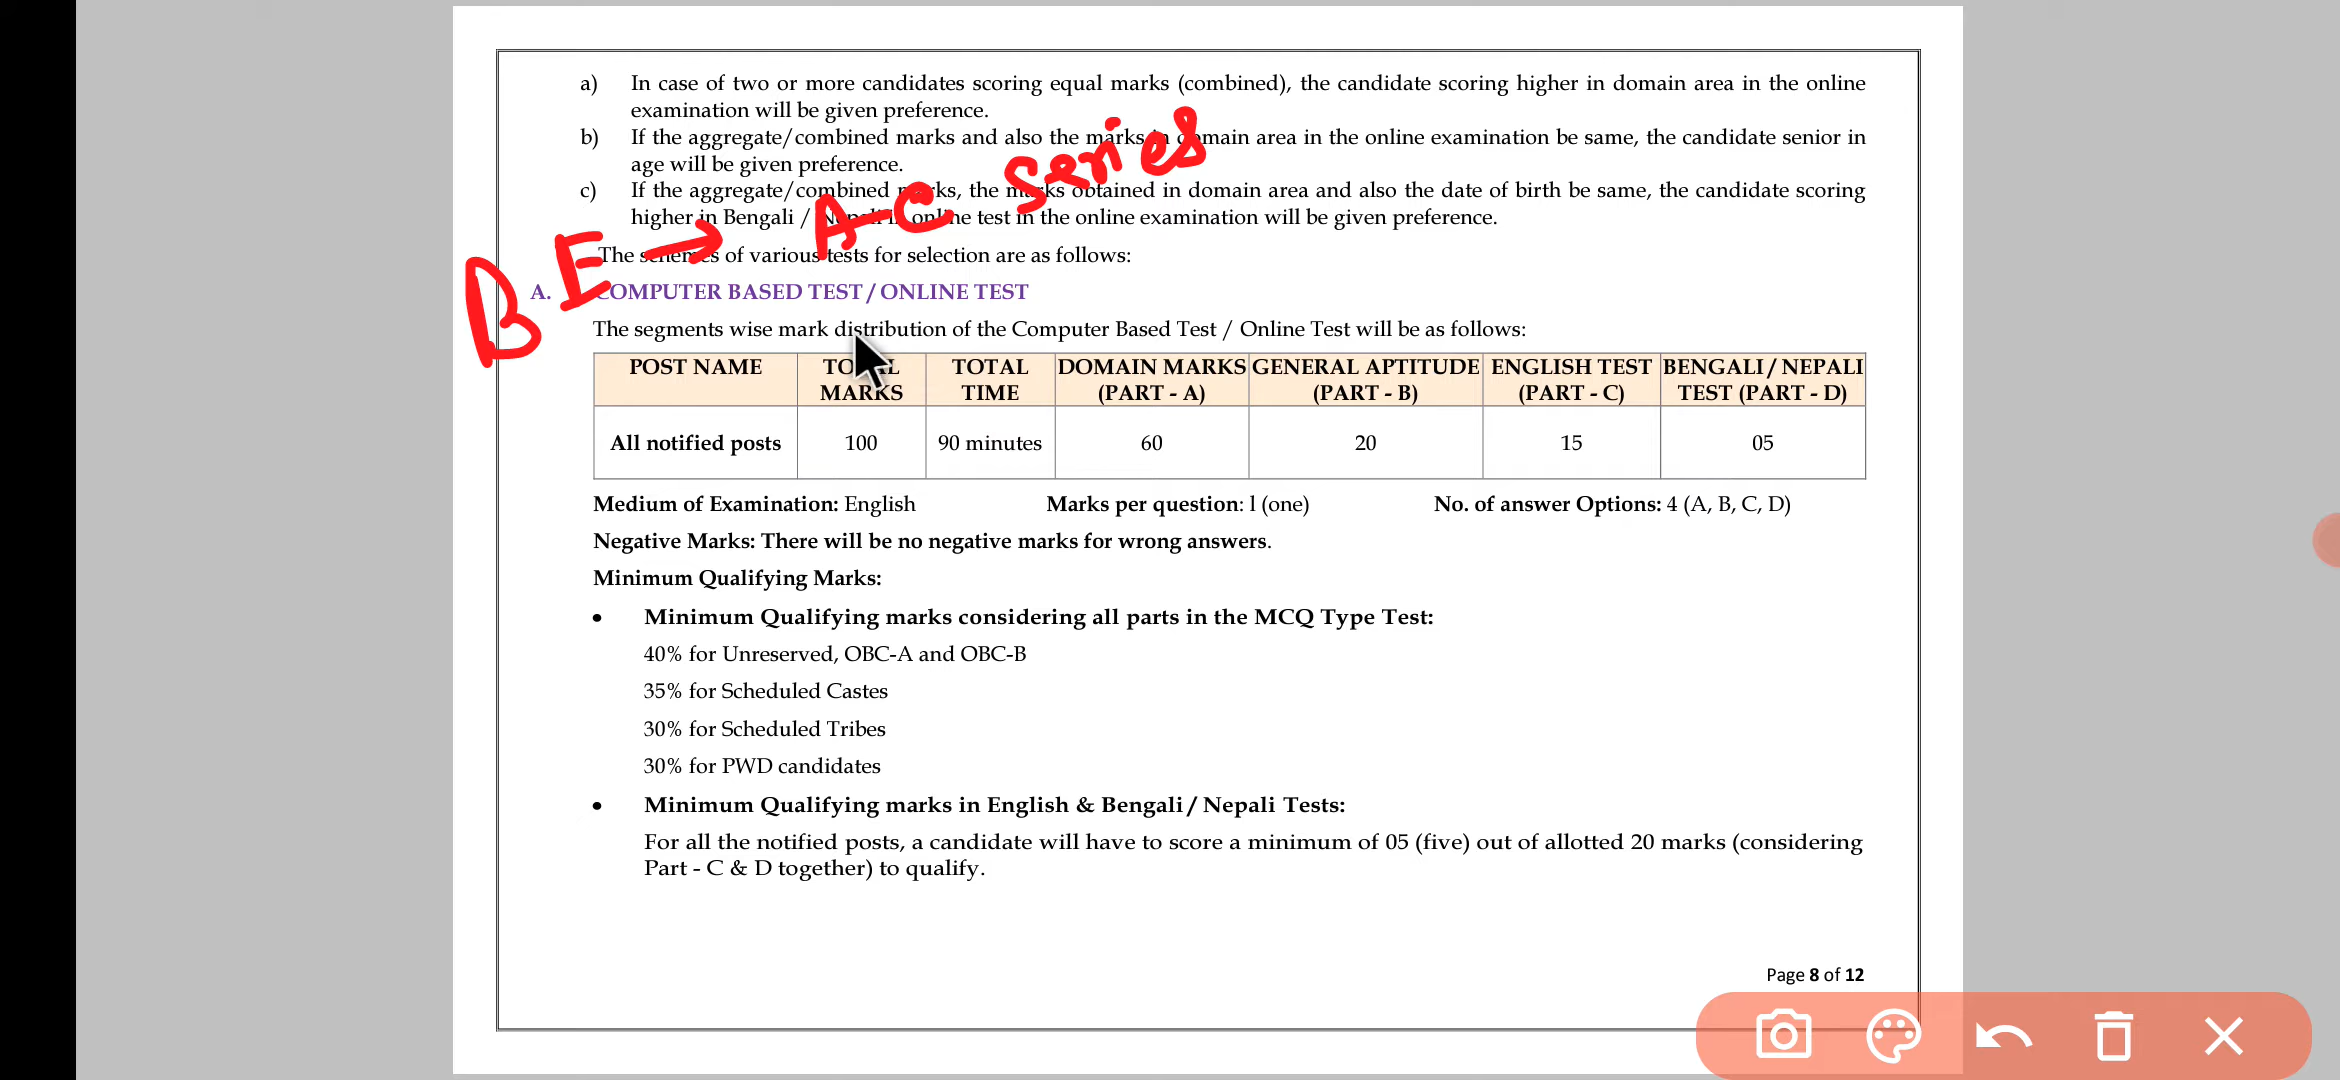 a) In case of two or more candidates scoring equal marks (combined), the candidate scoring higher in domain area in the online
examination will be given preference.
b) If the aggregate/combined marks and also the marks in domain area in the online examination be same, the candidate senior in
age will be given preference.
c) If the aggregate/combined marks, the marks obtained in domain area and also the date of birth be same, the candidate scoring
higher in Bengali / Nepali in online test in the online examination will be given preference.
BE → A-C series
The schemes of various tests for selection are as follows:
A. COMPUTER BASED TEST / ONLINE TEST
The segments wise mark distribution of the Computer Based Test / Online Test will be as follows:
POST NAME TOTAL MARKS TOTAL TIME DOMAIN MARKS (PART - A) GENERAL APTITUDE (PART - B) ENGLISH TEST (PART - C) BENGALI / NEPALI TEST (PART - D)
All notified posts 100 90 minutes 60 20 15 05
Medium of Examination: English Marks per question: 1 (one) No. of answer Options: 4 (A, B, C, D)
Negative Marks: There will be no negative marks for wrong answers.
Minimum Qualifying Marks:
• Minimum Qualifying marks considering all parts in the MCQ Type Test:
40% for Unreserved, OBC-A and OBC-B
35% for Scheduled Castes
30% for Scheduled Tribes
30% for PWD candidates
• Minimum Qualifying marks in English & Bengali / Nepali Tests:
For all the notified posts, a candidate will have to score a minimum of 05 (five) out of allotted 20 marks (considering
Part - C & D together) to qualify.
Page 8 of 12